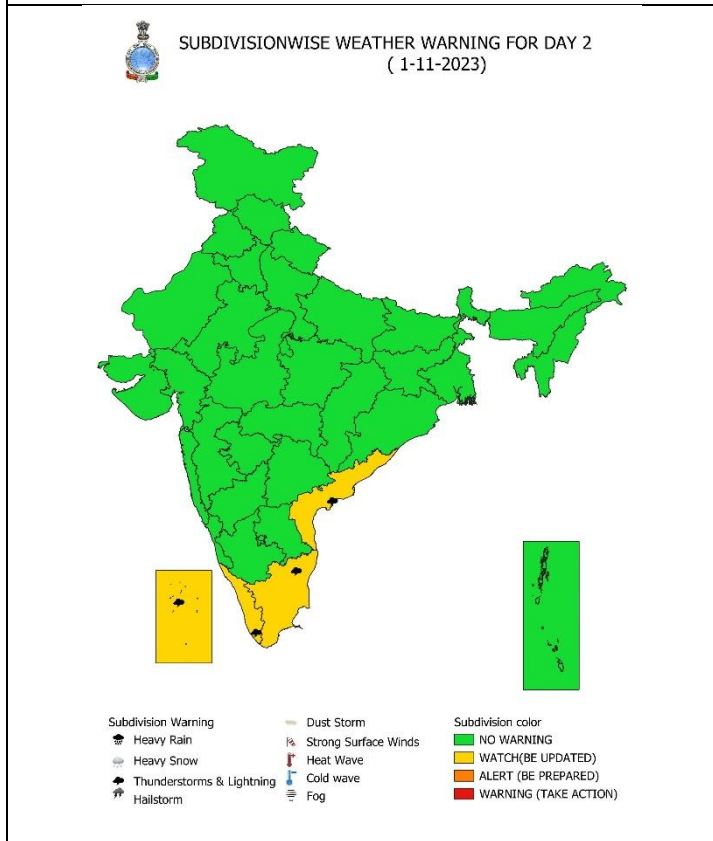 SUBDIVISIONWISE WEATHER WARNING FOR DAY 2
( 1-11-2023)
Subdivision Warning
Heavy Rain
Heavy Snow
Thunderstorms & Lightning
Hailstorm
Dust Storm
Strong Surface Winds
Heat Wave
Cold wave
Fog
Subdivision color
NO WARNING
WATCH(BE UPDATED)
ALERT (BE PREPARED)
WARNING (TAKE ACTION)